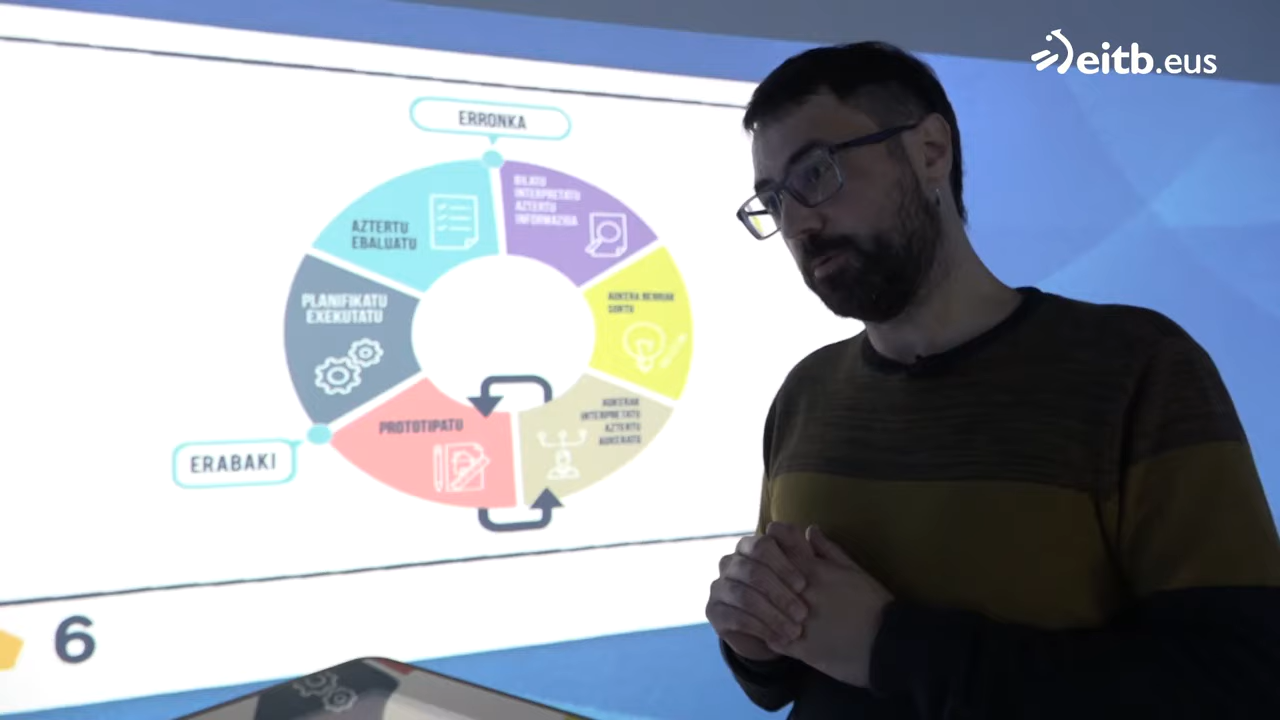 eitb.eus
ERRONKA
BILATU
INTERPRETATU
AZTERTU
INFORMAZIOA
AZTERTU
EBALUATU
PLANIFIKATU
EXEKUTATU
AUKERA BERRIAK
SORTU
AUKERAK
INTERPRETATU
AZTERTU
AUKERATU
PROTOTIPATU
ERABAKI
6